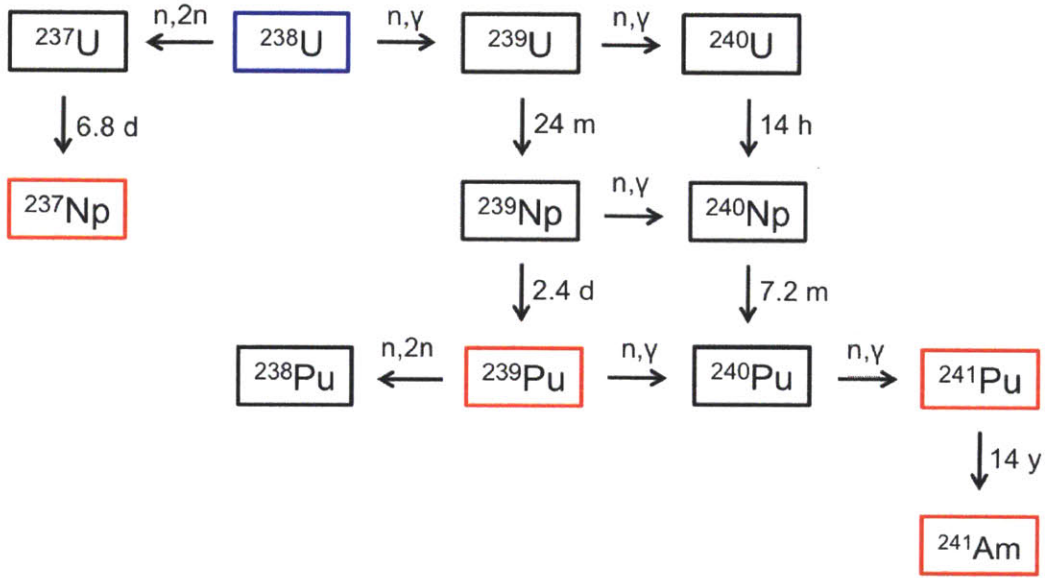 n,2n n,γ n,γ
²³⁷U ²³⁸U ²³⁹U ²⁴⁰U
6.8 d 24 m 14 h
n,γ
²³⁷Np ²³⁹Np ²⁴⁰Np
2.4 d 7.2 m
n,2n n,γ n,γ
²³⁸Pu ²³⁹Pu ²⁴⁰Pu ²⁴¹Pu
14 y
²⁴¹Am